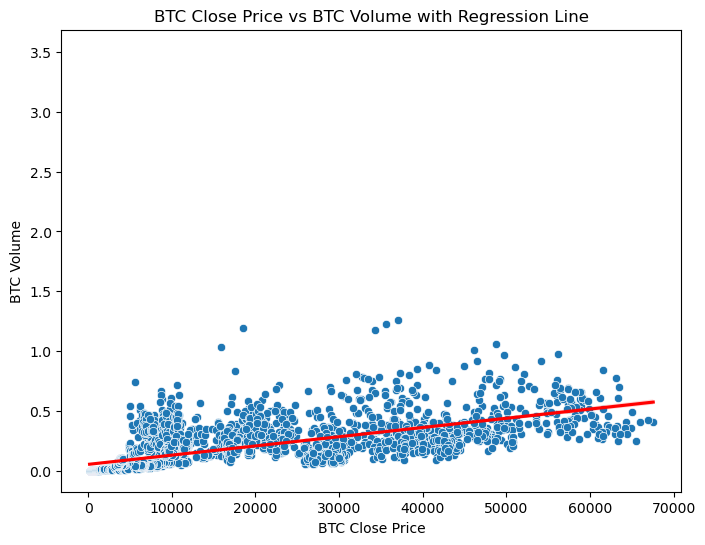 BTC Close Price vs BTC Volume with Regression Line
3.5
3.0
2.5
2.0
1.5
1.0
0.5
0.0
BTC Volume
0 10000 20000 30000 40000 50000 60000 70000
BTC Close Price